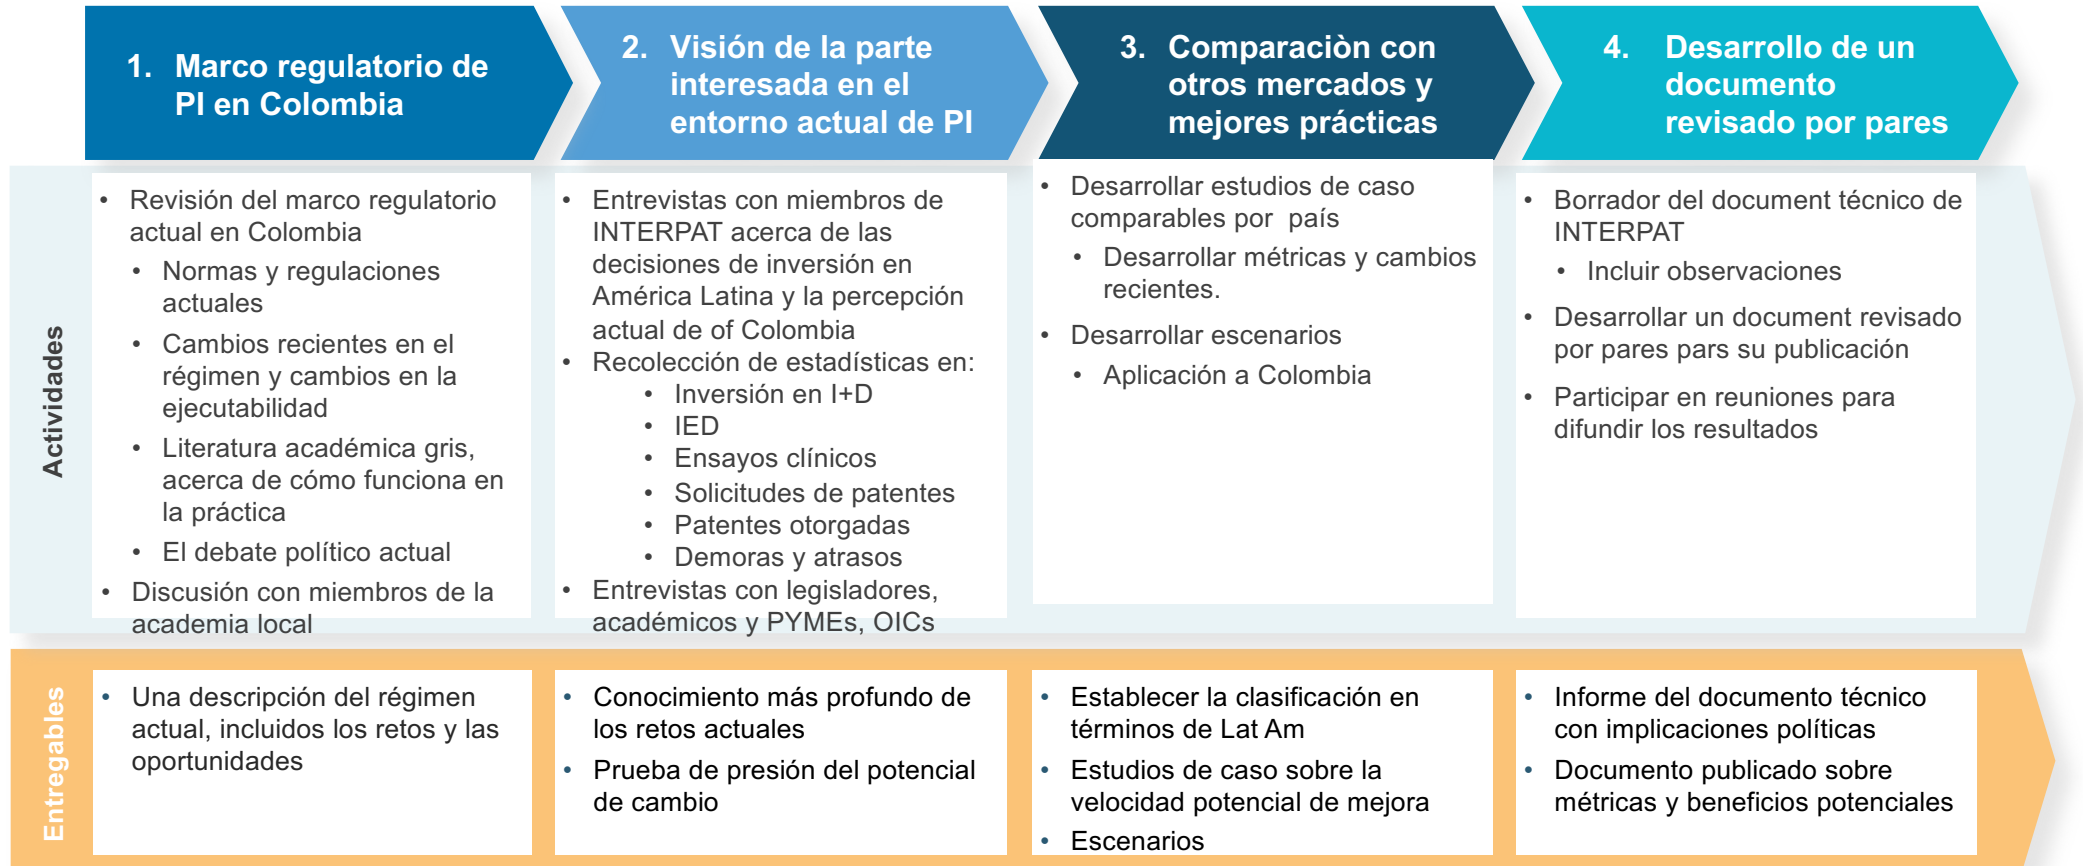 1. Marco regulatorio de
PI en Colombia
2. Visión de la parte
interesada en el
entorno actual de PI
3. Comparaciòn con
otros mercados y
mejores prácticas
4. Desarrollo de un
documento
revisado por pares
Actividades
• Revisión del marco regulatorio
actual en Colombia
• Normas y regulaciones
actuales
• Cambios recientes en el
régimen y cambios en la
ejecutabilidad
• Literatura académica gris,
acerca de cómo funciona en
la práctica
• El debate político actual
• Discusión con miembros de la
academia local
• Entrevistas con miembros de
INTERPAT acerca de las
decisiones de inversión en
América Latina y la percepción
actual de of Colombia
• Recolección de estadísticas en:
• Inversión en I+D
• IED
• Ensayos clínicos
• Solicitudes de patentes
• Patentes otorgadas
• Demoras y atrasos
• Entrevistas con legisladores,
académicos y PYMEs, OICs
• Desarrollar estudios de caso
comparables por país
• Desarrollar métricas y cambios
recientes.
• Desarrollar escenarios
• Aplicación a Colombia
• Borrador del document técnico de
INTERPAT
• Incluir observaciones
• Desarrollar un document revisado
por pares pars su publicación
• Participar en reuniones para
difundir los resultados
Entregables
• Una descripción del régimen
actual, incluidos los retos y las
oportunidades
• Conocimiento más profundo de
los retos actuales
• Prueba de presión del potencial
de cambio
• Establecer la clasificación en
términos de Lat Am
• Estudios de caso sobre la
velocidad potencial de mejora
• Escenarios
• Informe del documento técnico
con implicaciones políticas
• Documento publicado sobre
métricas y beneficios potenciales